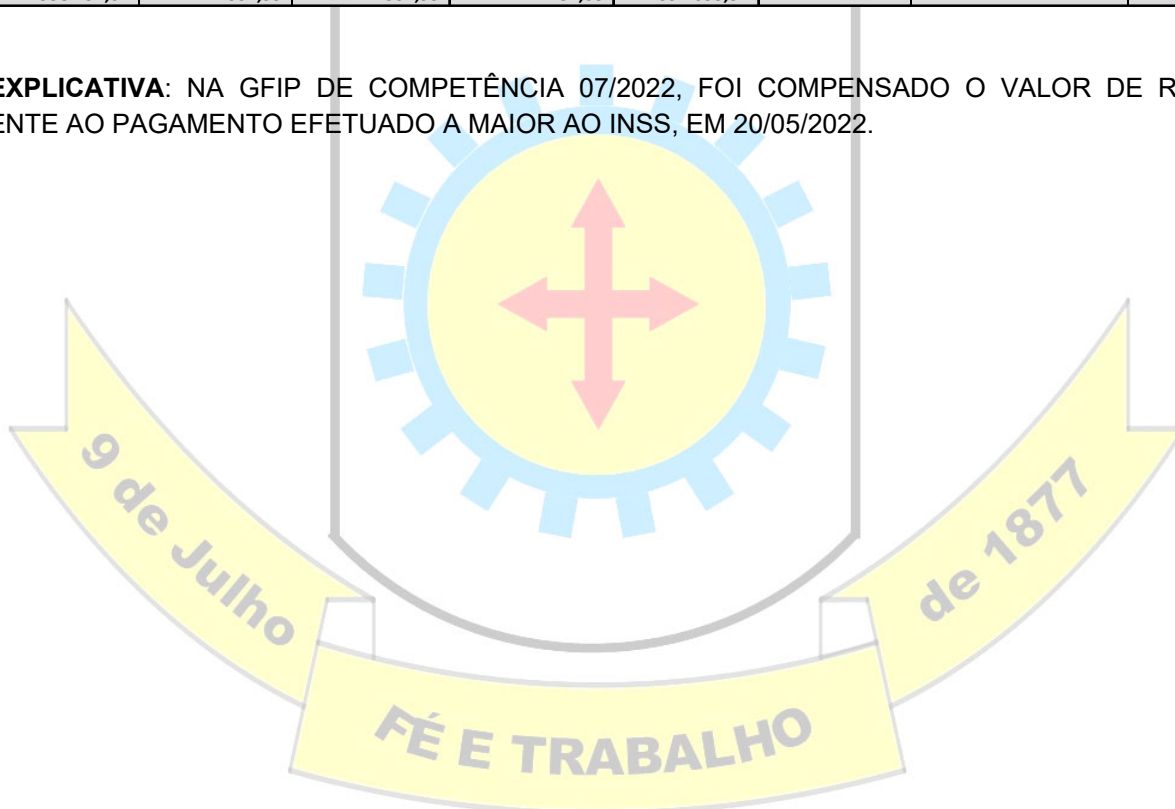 EXPLICATIVA: NA GFIP DE COMPETÊNCIA 07/2022, FOI COMPENSADO O VALOR DE R
ENTE AO PAGAMENTO EFETUADO A MAIOR AO INSS, EM 20/05/2022.
9 de Julho
de 1877
FÉ E TRABALHO